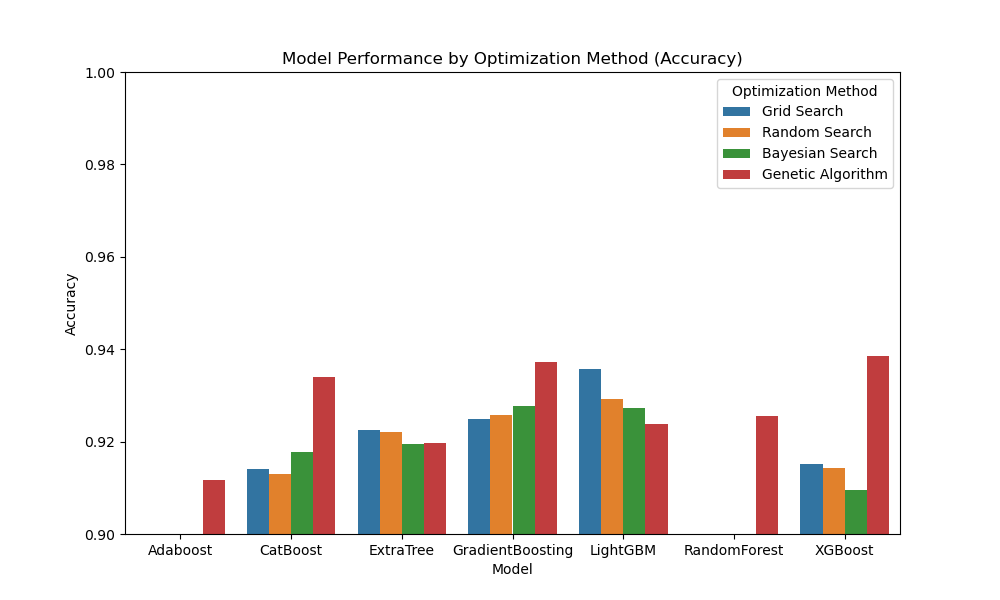 Model Performance by Optimization Method (Accuracy)
1.00
0.98
0.96
0.94
0.92
0.90
Accuracy
Optimization Method
Grid Search
Random Search
Bayesian Search
Genetic Algorithm
Adaboost CatBoost ExtraTree GradientBoosting LightGBM RandomForest XGBoost
Model